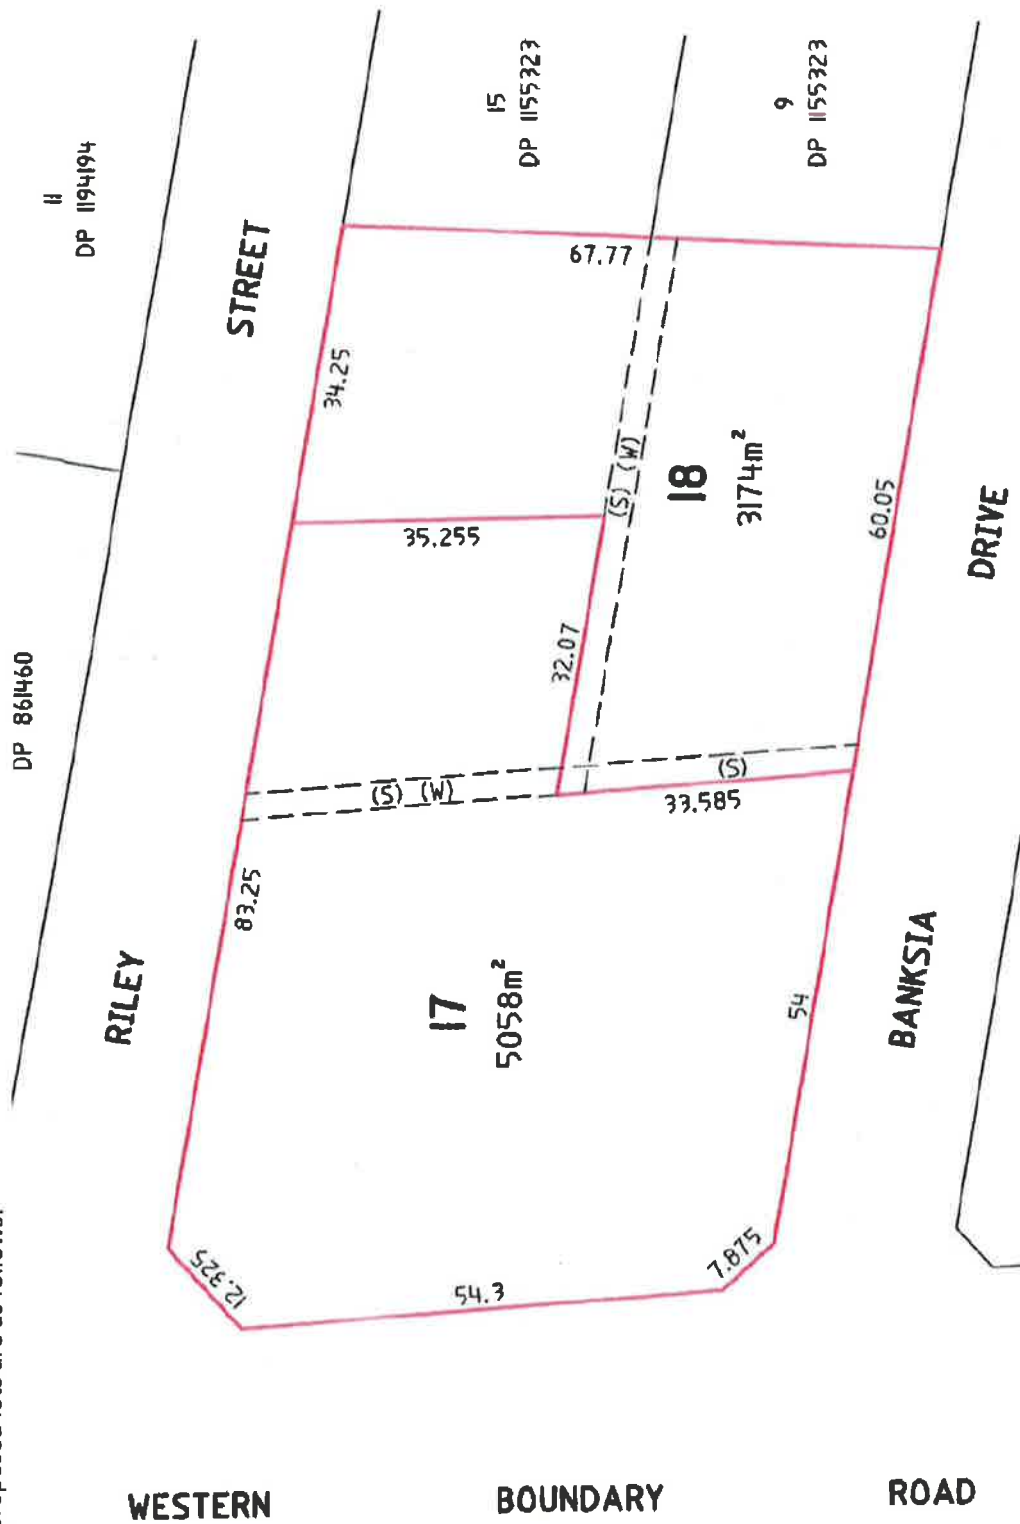 DP 861460
11
DP 1194194
RILEY
STREET
15
DP 1155323
9
DP 1155323
34.25
67.77
35.255
32.07
(S) (W)
18
3174m²
60.05
(S) (W)
(S)
33.585
83.25
17
5058m²
54
12.325
54.3
7.875
BANKSIA
DRIVE
WESTERN
BOUNDARY
ROAD